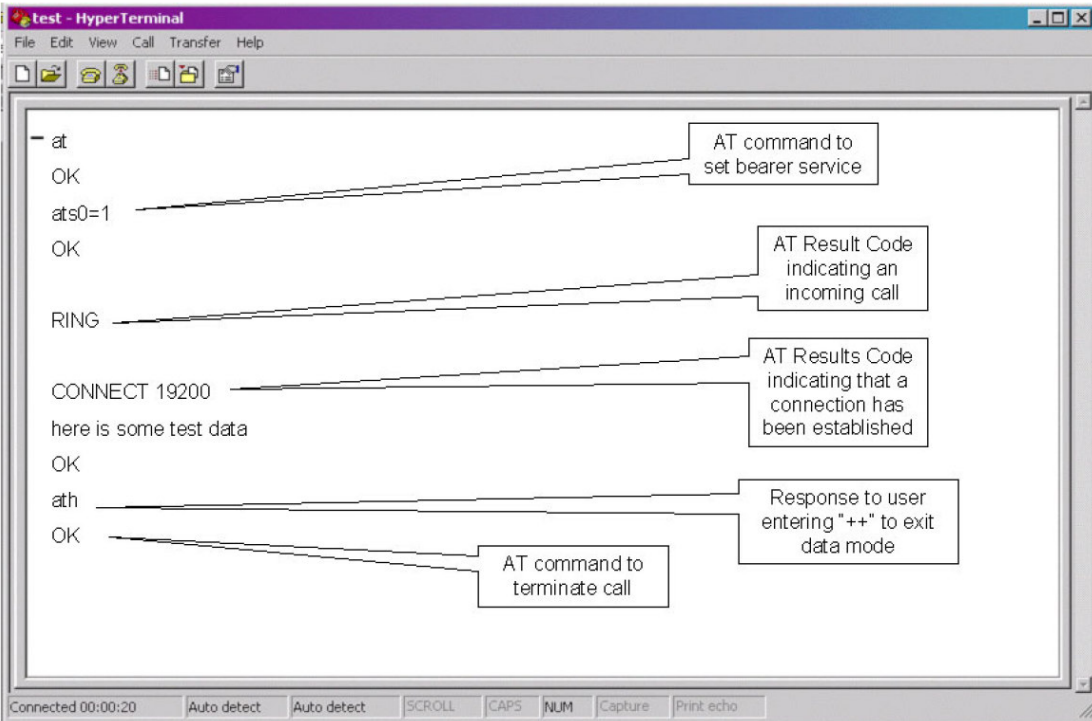 test - HyperTerminal
File Edit View Call Transfer Help
at
OK
ats0=1
OK
RING
CONNECT 19200
here is some test data
OK
ath
OK
AT command to
set bearer service
AT Result Code
indicating an
incoming call
AT Results Code
indicating that a
connection has
been established
Response to user
entering "++" to exit
data mode
AT command to
terminate call
Connected 00:00:20 Auto detect Auto detect SCROLL CAPS NUM Capture Print echo